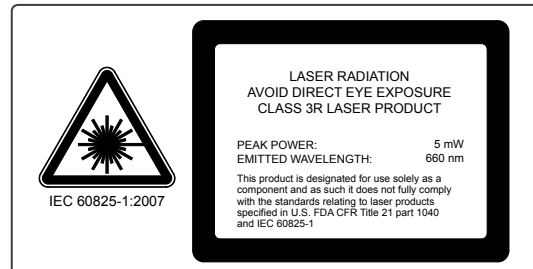 LASER RADIATION
AVOID DIRECT EYE EXPOSURE
CLASS 3R LASER PRODUCT
PEAK POWER: 5 mW
EMITTED WAVELENGTH: 660 nm
This product is designated for use solely as a
component and as such it does not fully comply
with the standards relating to laser products
specified in U.S. FDA CFR Title 21 part 1040
and IEC 60825-1
IEC 60825-1:2007